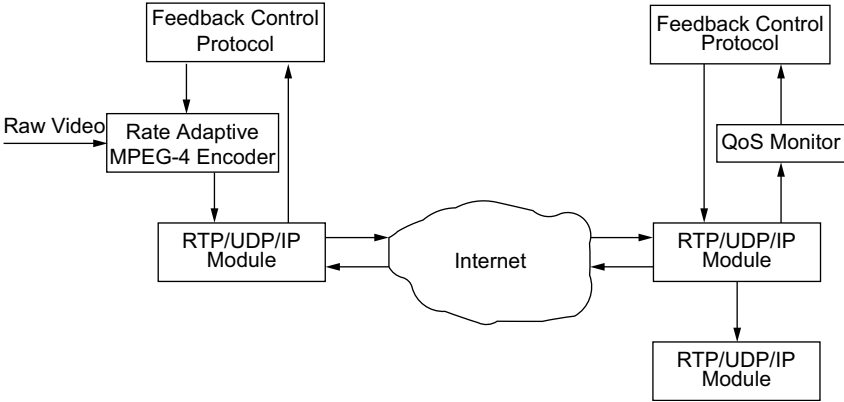 Feedback Control
Protocol
Raw Video
Rate Adaptive
MPEG-4 Encoder
RTP/UDP/IP
Module
Internet
Feedback Control
Protocol
QoS Monitor
RTP/UDP/IP
Module
RTP/UDP/IP
Module